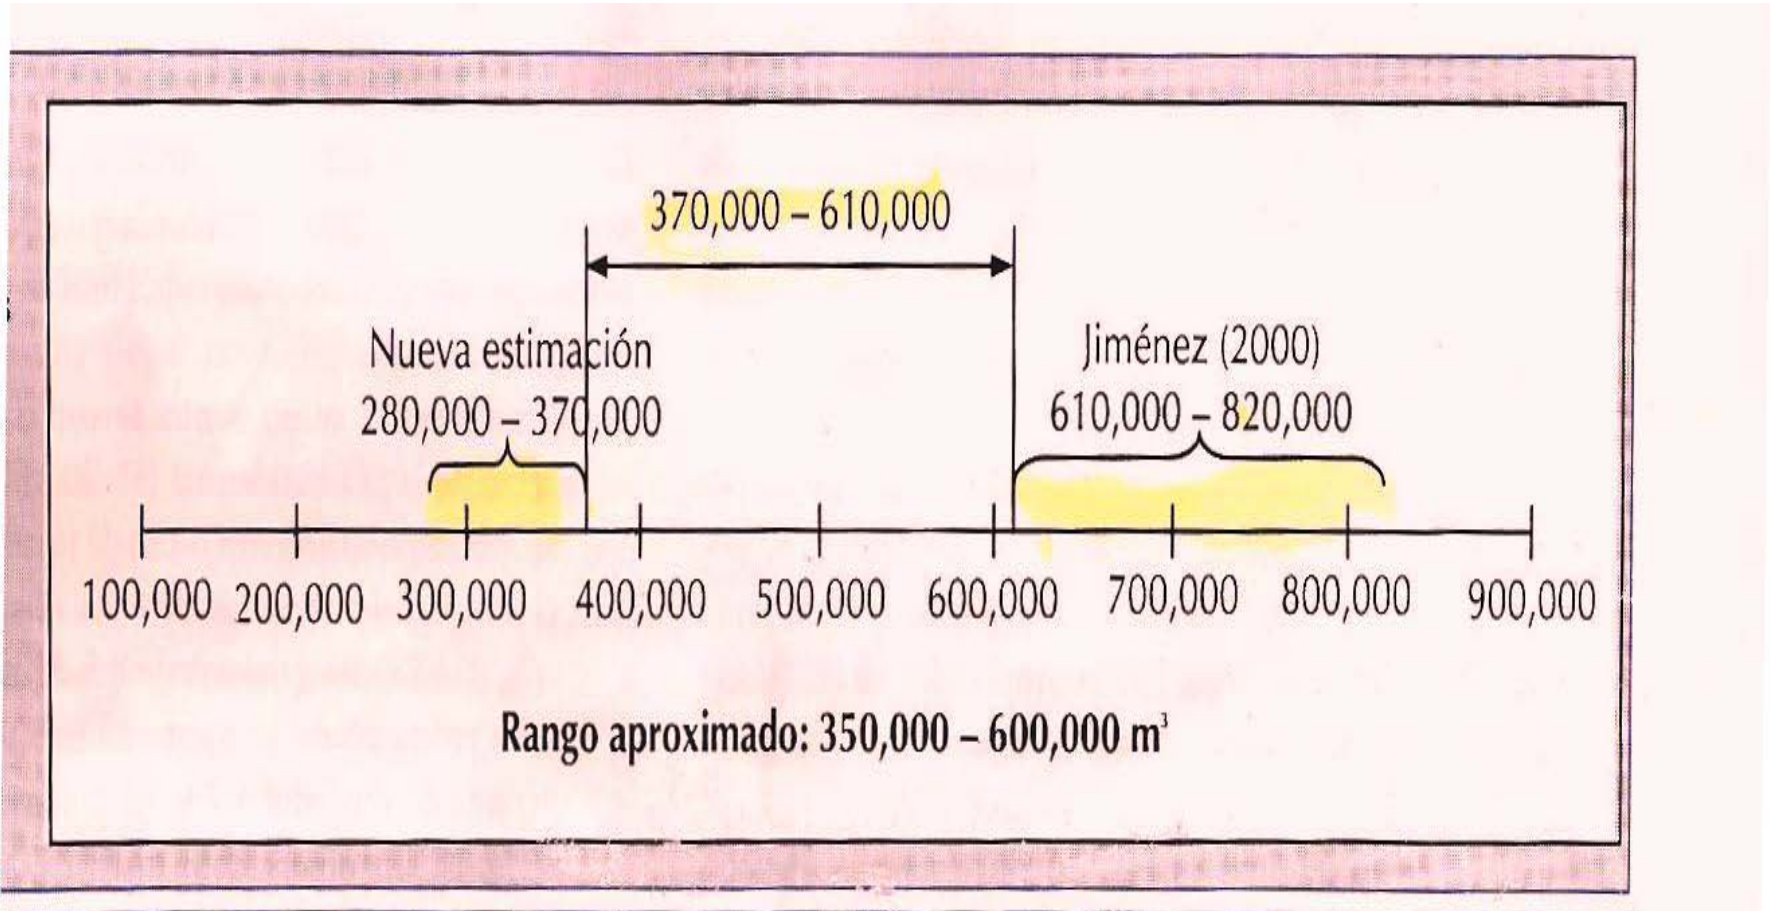 370,000 – 610,000
Nueva estimación
280,000 – 370,000
Jiménez (2000)
610,000 – 820,000
100,000 200,000 300,000 400,000 500,000 600,000 700,000 800,000 900,000
Rango aproximado: 350,000 – 600,000 m³